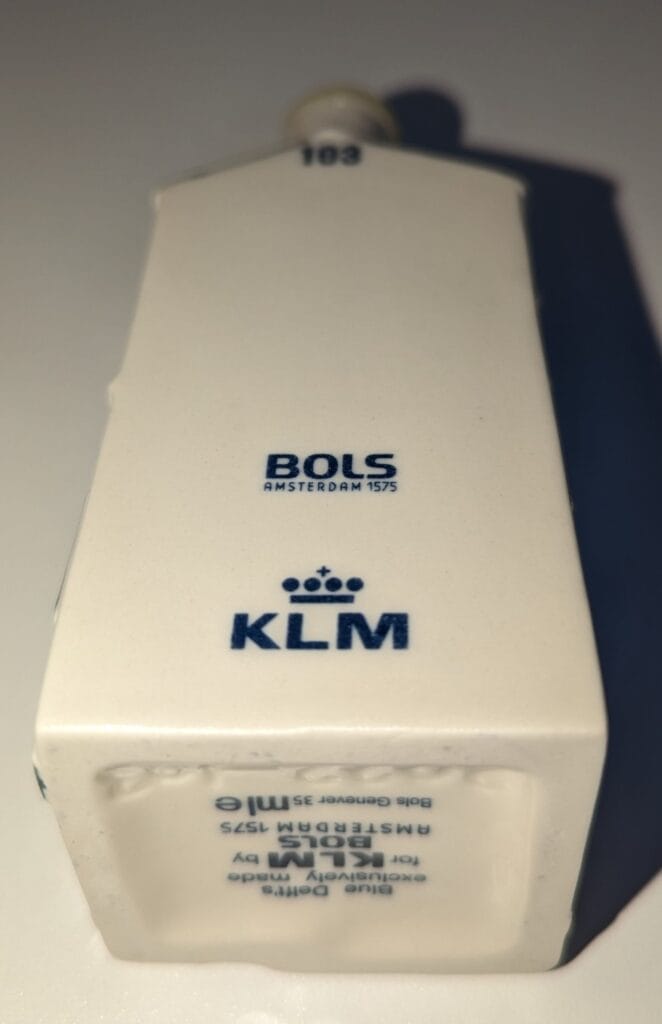 103
BOLS
AMSTERDAM 1575
KLM
Blue Delft's
exclusively made
for KLM by
BOLS
AMSTERDAM 1575
Bols Genever 35 ml e